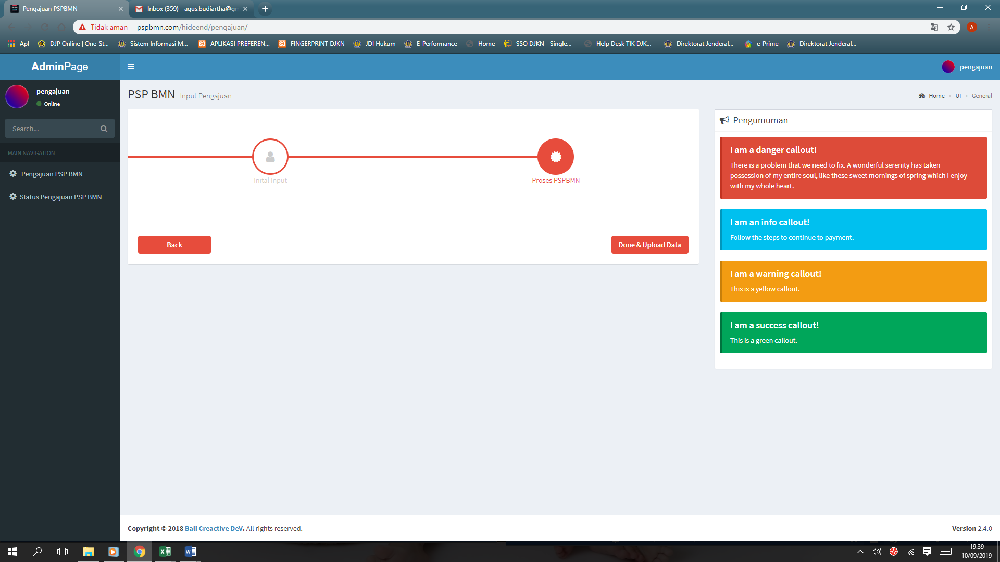 Pengajuan PSPBMN
Inbox (359) - agus.budiartha@gm
Tidak aman
pspbmn.com/hideend/pengajuan/
A
Apl
DJP Online | One-St...
Sistem Informasi M...
APLIKASI PREFEREN...
FINGERPRINT DJKN
JDI Hukum
E-Performance
Home
SSO DJKN - Single...
Help Desk TIK DJK...
Direktorat Jenderal...
e-Prime
Direktorat Jenderal...
AdminPage
pengajuan
pengajuan
Online
Search...
MAIN NAVIGATION
Pengajuan PSP BMN
Status Pengajuan PSP BMN
PSP BMN Input Pengajuan
Home > UI > General
Inital Input
Proses PSPBMN
Back
Done & Upload Data
Pengumuman
I am a danger callout!
There is a problem that we need to fix. A wonderful serenity has taken
possession of my entire soul, like these sweet mornings of spring which I enjoy
with my whole heart.
I am an info callout!
Follow the steps to continue to payment.
I am a warning callout!
This is a yellow callout.
I am a success callout!
This is a green callout.
Copyright © 2018 Bali Creactive DeV. All rights reserved.
Version 2.4.0
19.39
10/09/2019